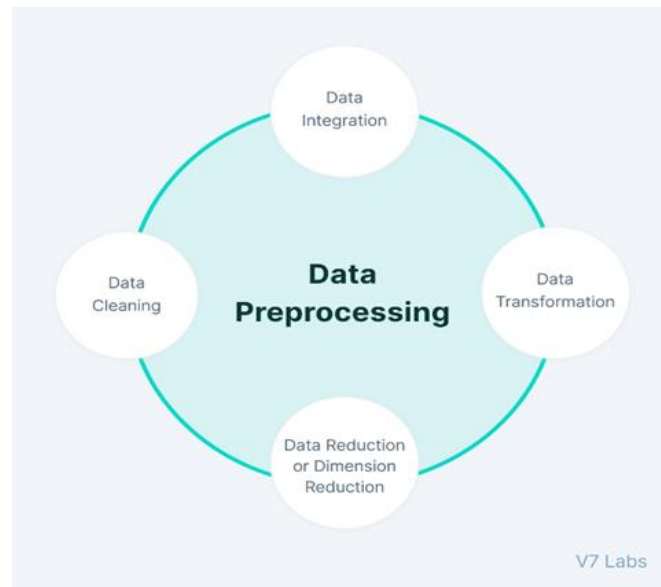 Data
Integration
Data
Cleaning
Data
Preprocessing
Data
Transformation
Data Reduction
or Dimension
Reduction
V7 Labs